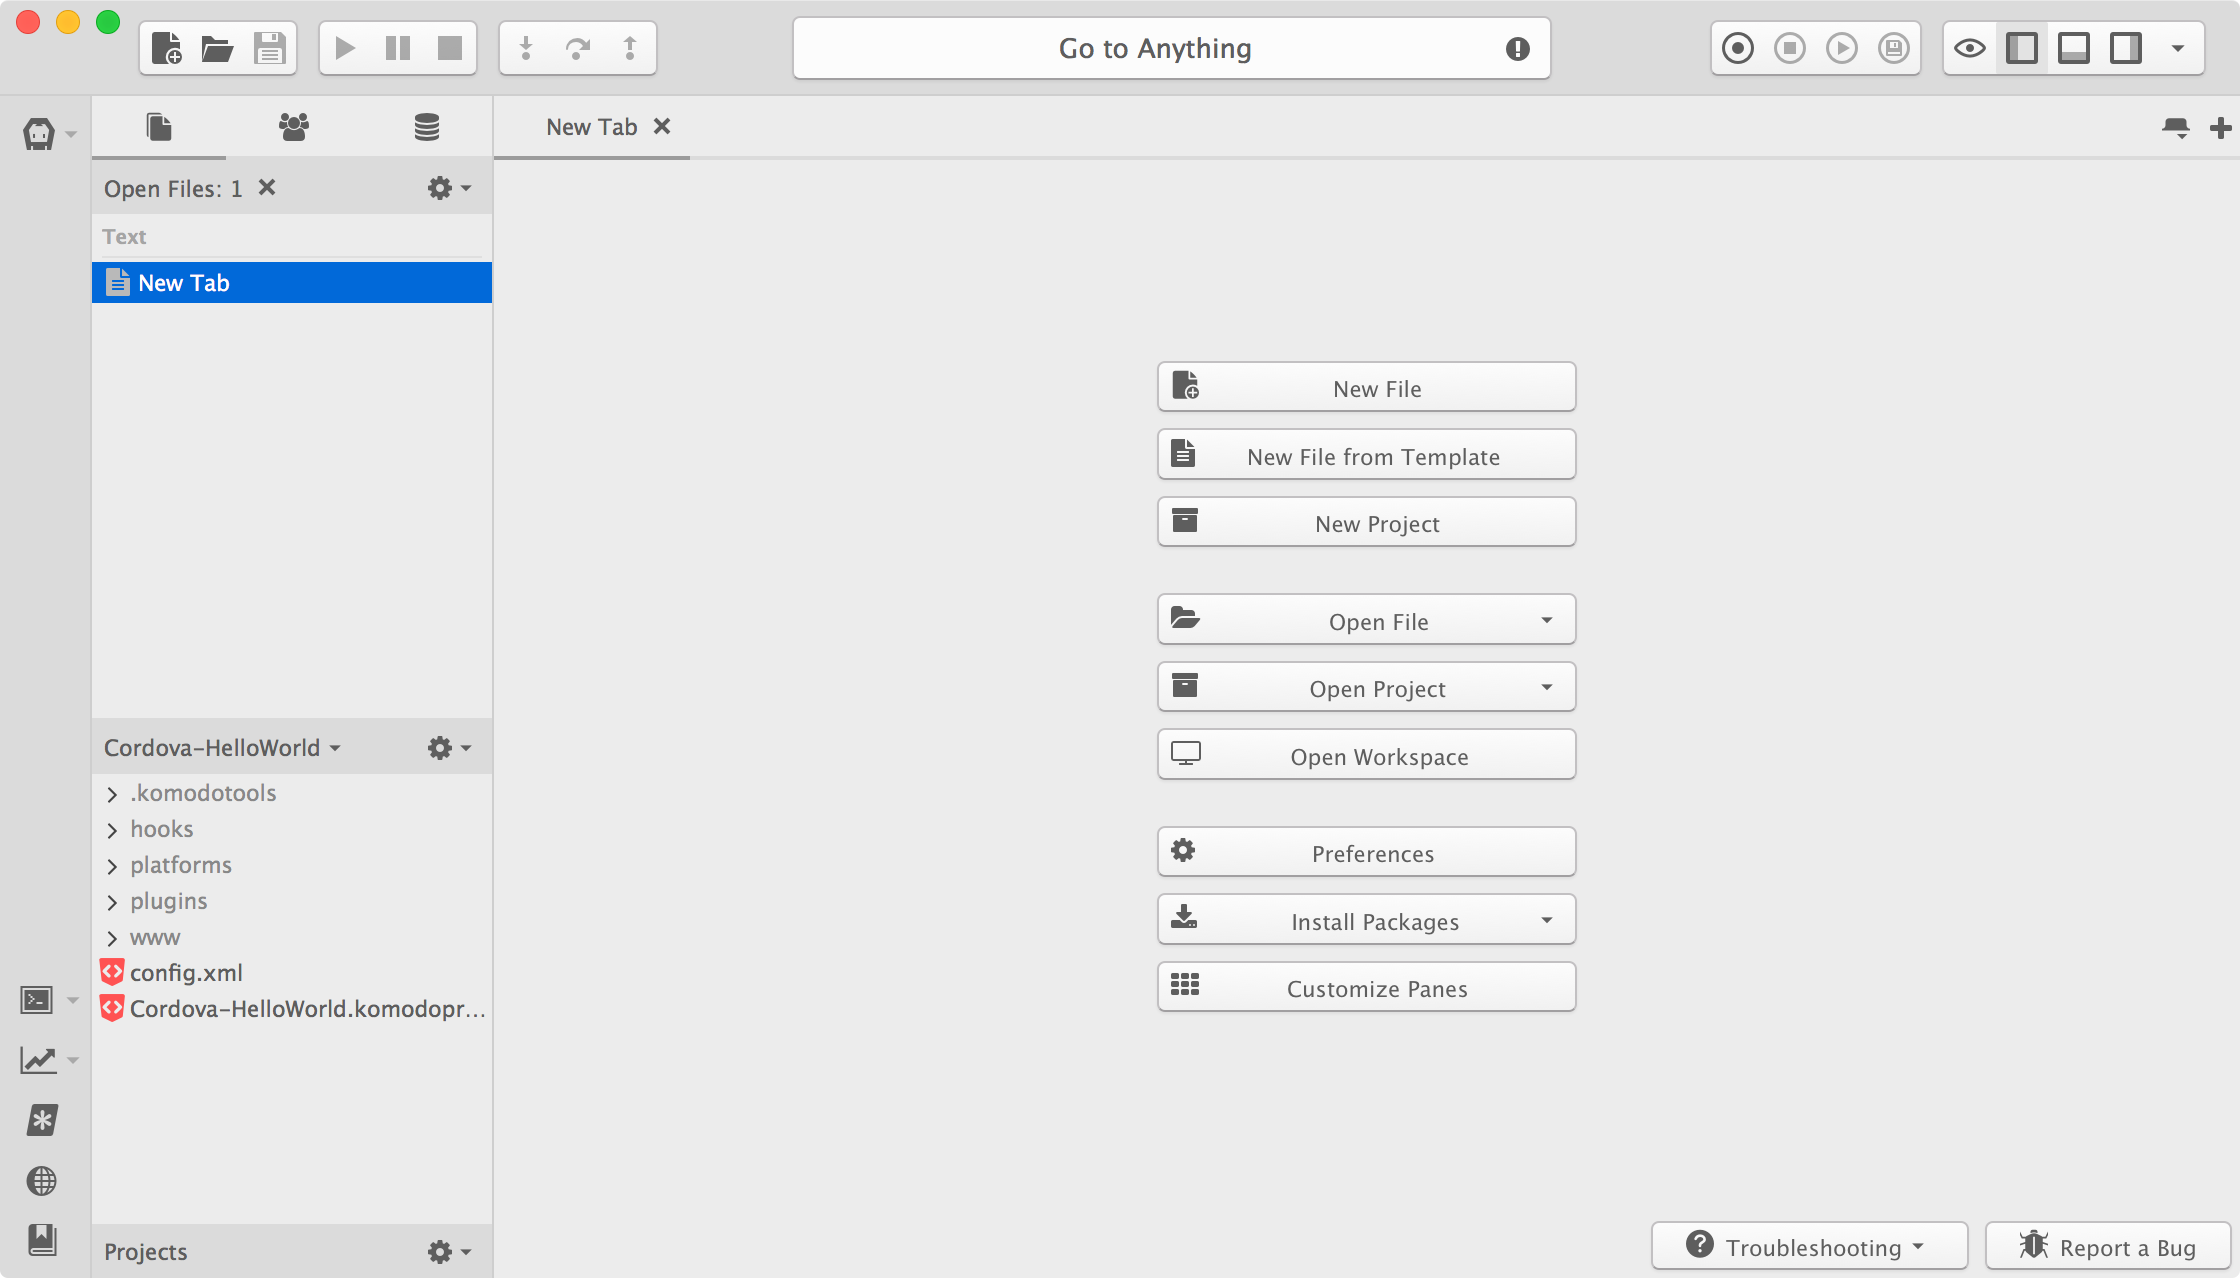 Go to Anything
New Tab
Open Files: 1
Text
New Tab
New File
New File from Template
New Project
Open File
Open Project
Open Workspace
Preferences
Install Packages
Customize Panes
Cordova-HelloWorld
.komodotools
hooks
platforms
plugins
www
config.xml
Cordova-HelloWorld.komodopr...
Projects
Troubleshooting
Report a Bug